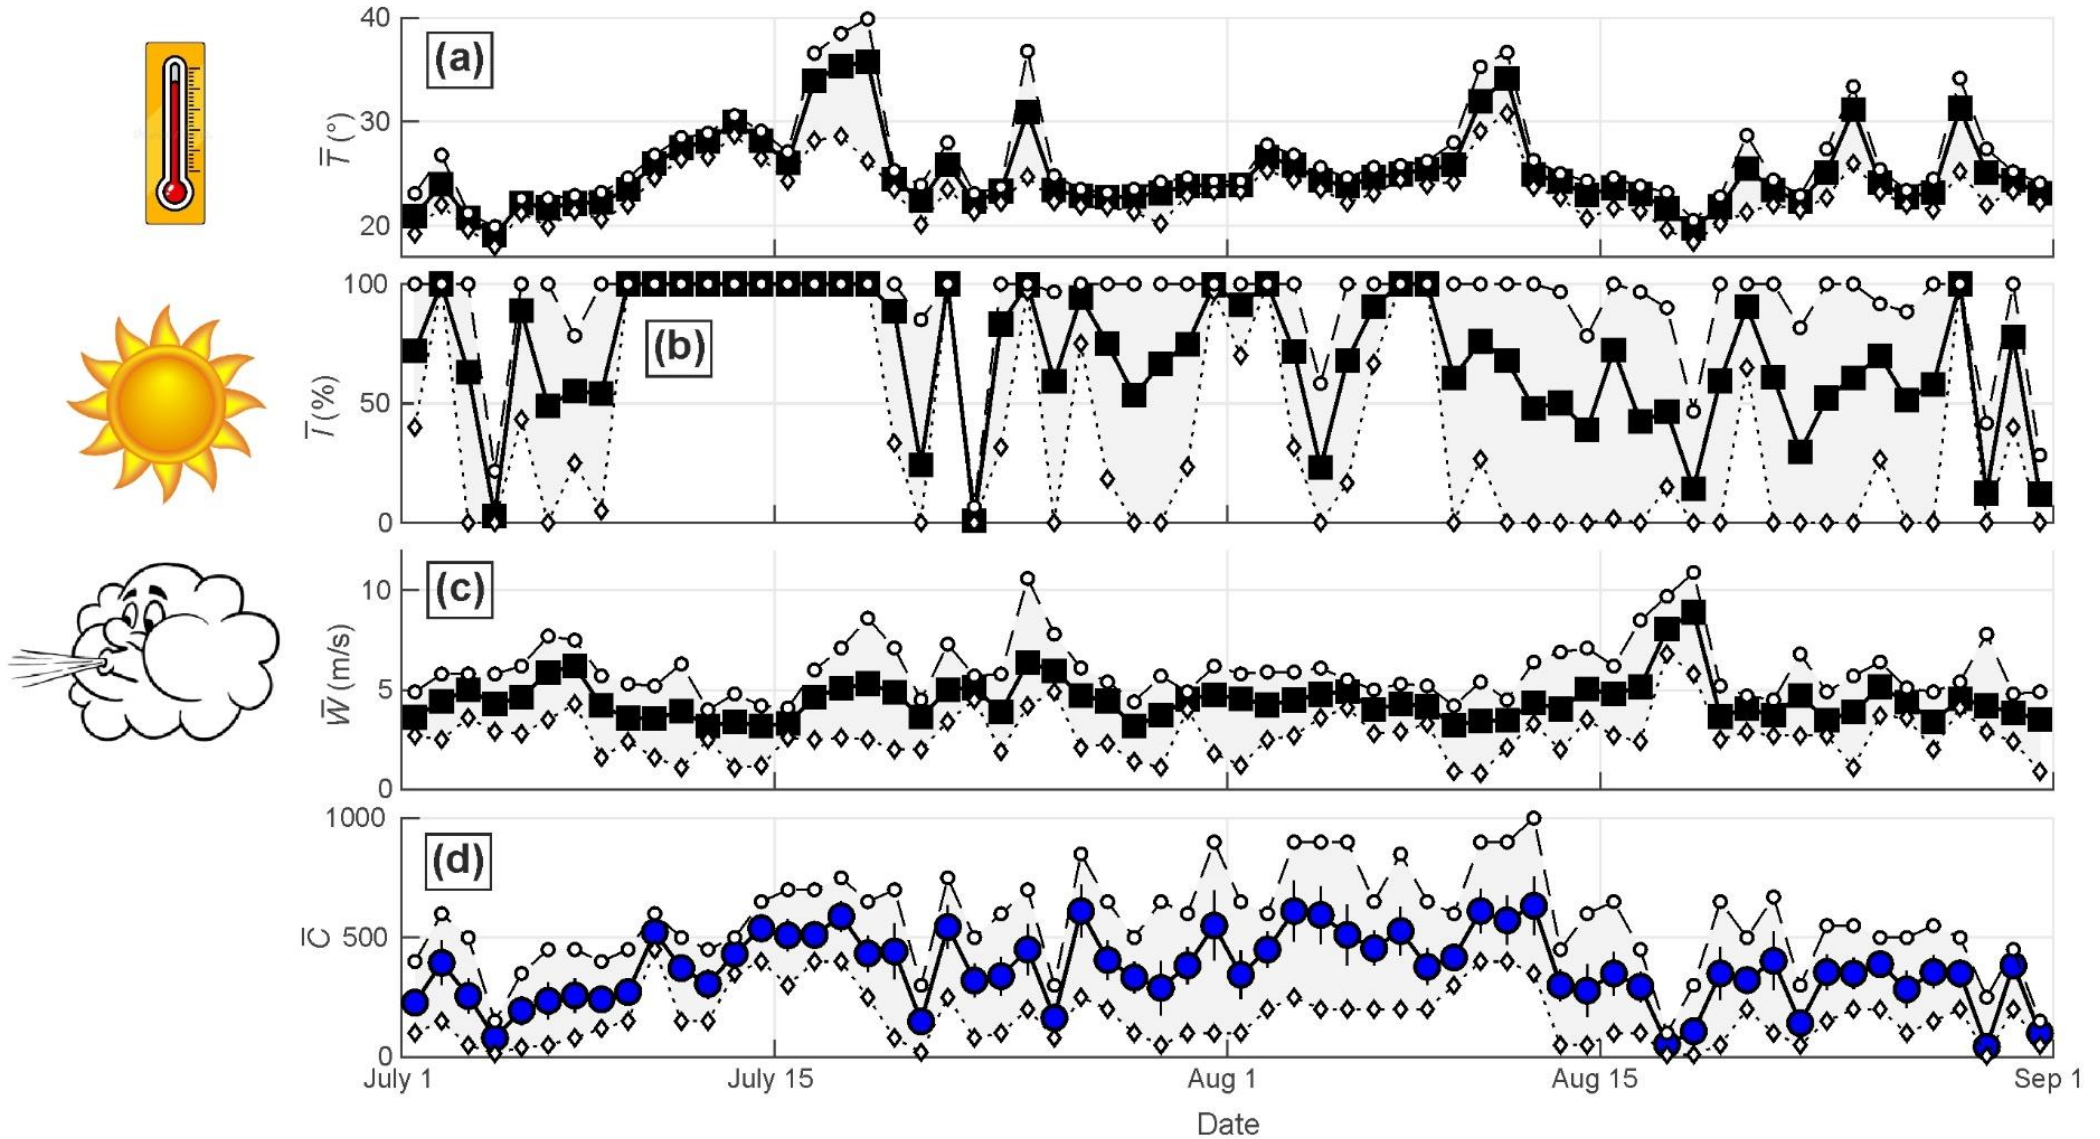 40
30
20
T̅ (°)
(a)
100
50
0
I̅ (%)
(b)
10
5
0
W̅ (m/s)
(c)
1000
500
0
C̅
(d)
July 1
July 15
Aug 1
Aug 15
Sep 1
Date